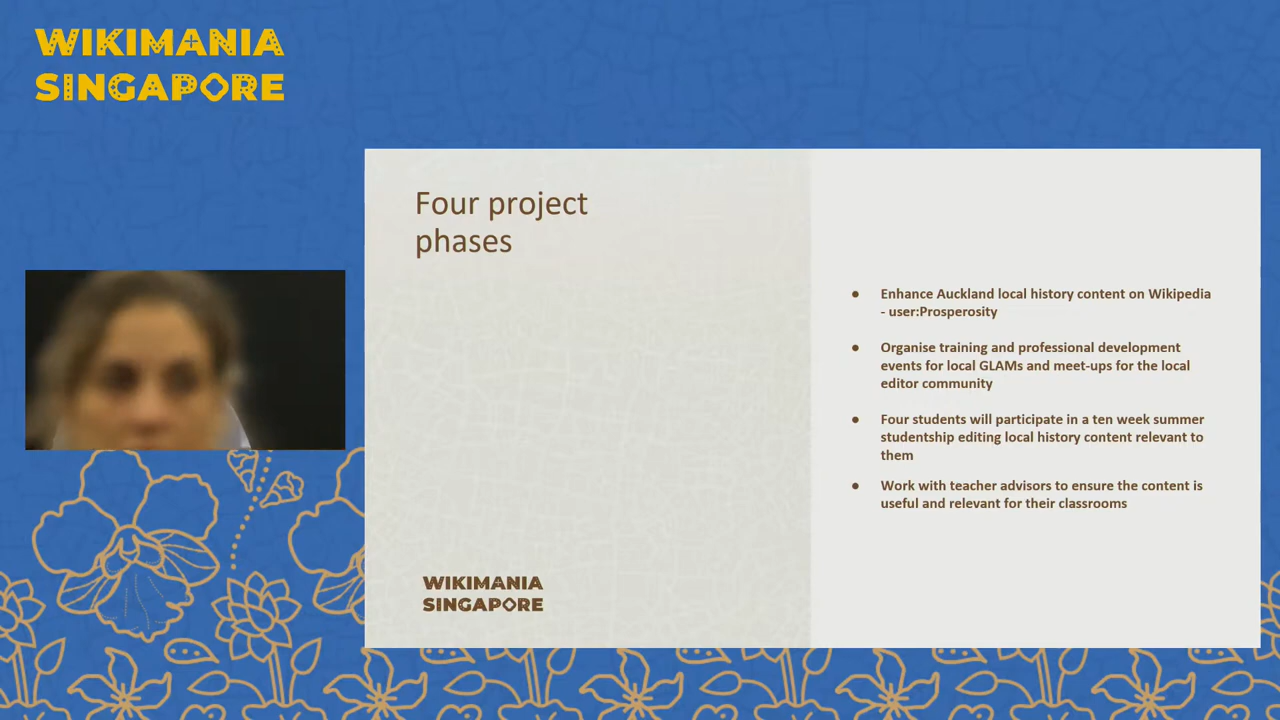 WIKIMANIA
SINGAPORE
Four project
phases
● Enhance Auckland local history content on Wikipedia
- user:Prosperosity
● Organise training and professional development
events for local GLAMs and meet-ups for the local
editor community
● Four students will participate in a ten week summer
studentship editing local history content relevant to
them
● Work with teacher advisors to ensure the content is
useful and relevant for their classrooms
WIKIMANIA
SINGAPORE